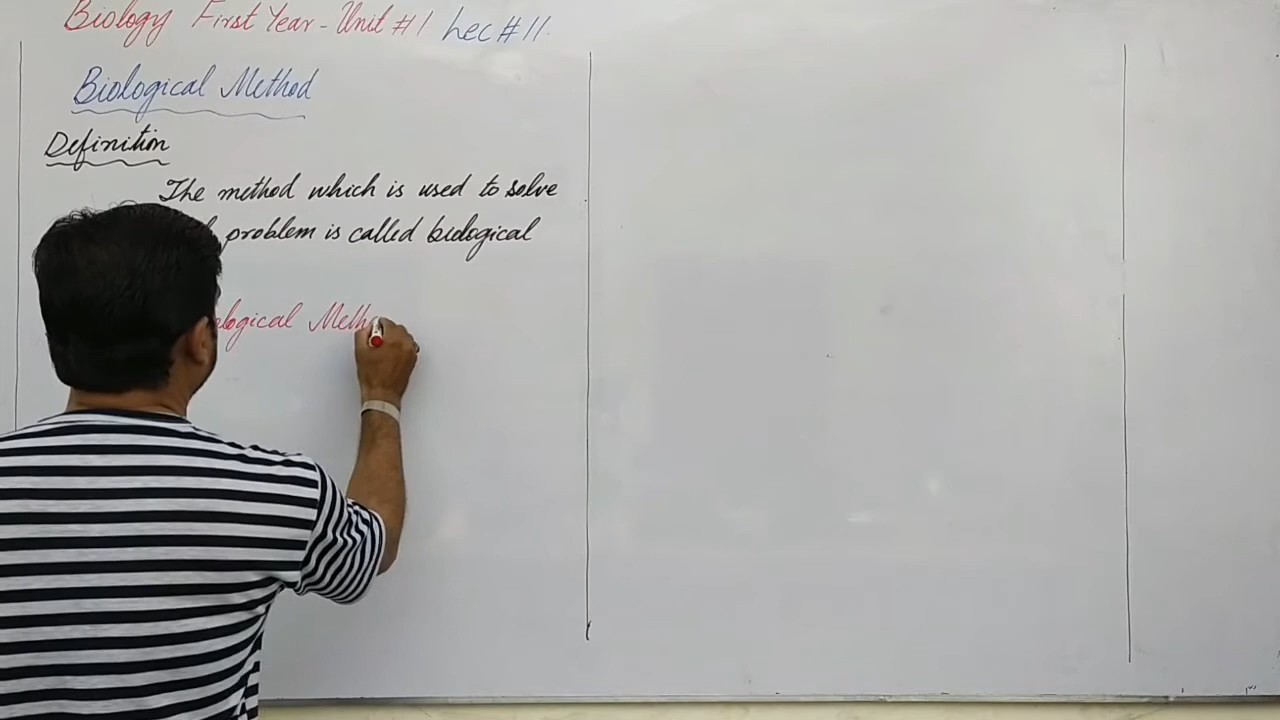 Biology First Year - Unit #1 Lec #11.
Biological Method
Definition
The method which is used to solve
problem is called biological
Meth